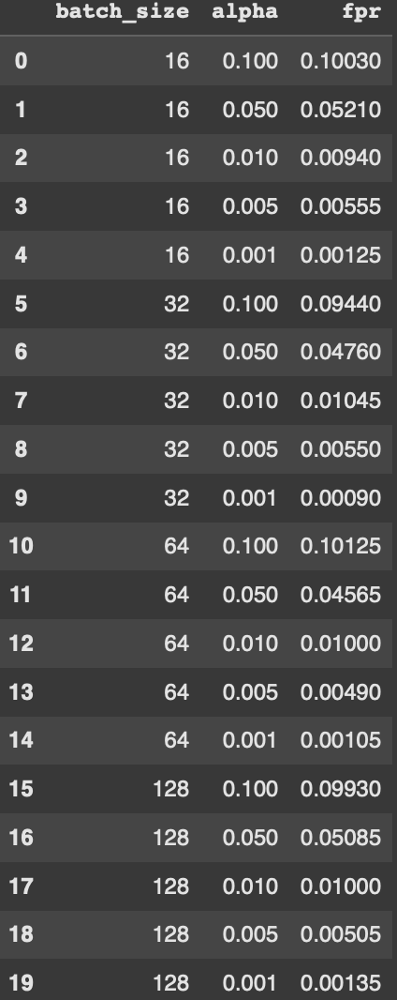 batch_size alpha fpr
0 16 0.100 0.10030
1 16 0.050 0.05210
2 16 0.010 0.00940
3 16 0.005 0.00555
4 16 0.001 0.00125
5 32 0.100 0.09440
6 32 0.050 0.04760
7 32 0.010 0.01045
8 32 0.005 0.00550
9 32 0.001 0.00090
10 64 0.100 0.10125
11 64 0.050 0.04565
12 64 0.010 0.01000
13 64 0.005 0.00490
14 64 0.001 0.00105
15 128 0.100 0.09930
16 128 0.050 0.05085
17 128 0.010 0.01000
18 128 0.005 0.00505
19 128 0.001 0.00135